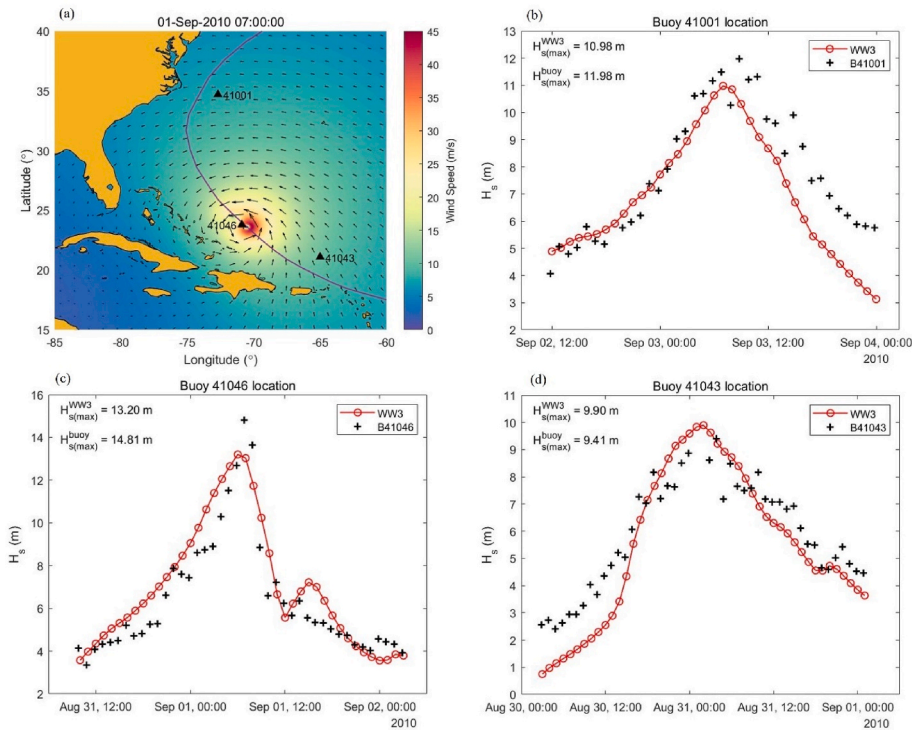 (a)
01-Sep-2010 07:00:00
40
35
30
25
20
15
Latitude (°)
-85
-80
-75
-70
-65
-60
Longitude (°)
41001
41046
41043
45
40
35
30
25
20
15
10
5
0
Wind Speed (m/s)
(b)
Buoy 41001 location
H_s(max)^WW3 = 10.98 m
H_s(max)^buoy = 11.98 m
WW3
B41001
13
12
11
10
9
8
7
6
5
4
3
2
H_s (m)
Sep 02, 12:00
Sep 03, 00:00
Sep 03, 12:00
Sep 04, 00:00
2010
(c)
Buoy 41046 location
H_s(max)^WW3 = 13.20 m
H_s(max)^buoy = 14.81 m
WW3
B41046
16
14
12
10
8
6
4
2
H_s (m)
Aug 31, 12:00
Sep 01, 00:00
Sep 01, 12:00
Sep 02, 00:00
2010
(d)
Buoy 41043 location
H_s(max)^WW3 = 9.90 m
H_s(max)^buoy = 9.41 m
WW3
B41043
11
10
9
8
7
6
5
4
3
2
1
0
H_s (m)
Aug 30, 00:00
Aug 30, 12:00
Aug 31, 00:00
Aug 31, 12:00
Sep 01, 00:00
2010